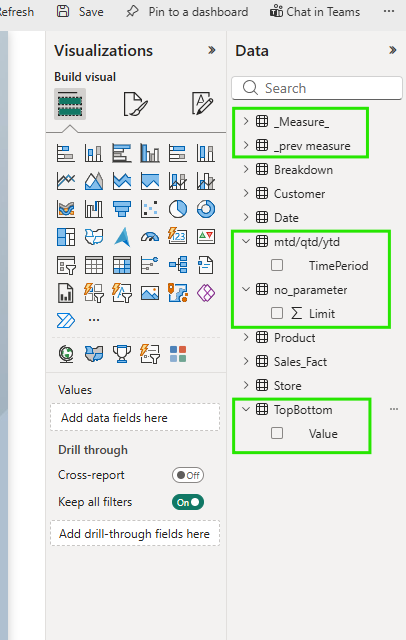 Refresh Save Pin to a dashboard Chat in Teams ...
Visualizations
Build visual
123
...
Values
Add data fields here
Drill through
Cross-report Off
Keep all filters On
Add drill-through fields here
Data
Search
_Measure_
_prev measure
Breakdown
Customer
Date
mtd/qtd/ytd
TimePeriod
no_parameter
Limit
Product
Sales_Fact
Store
TopBottom ...
Value